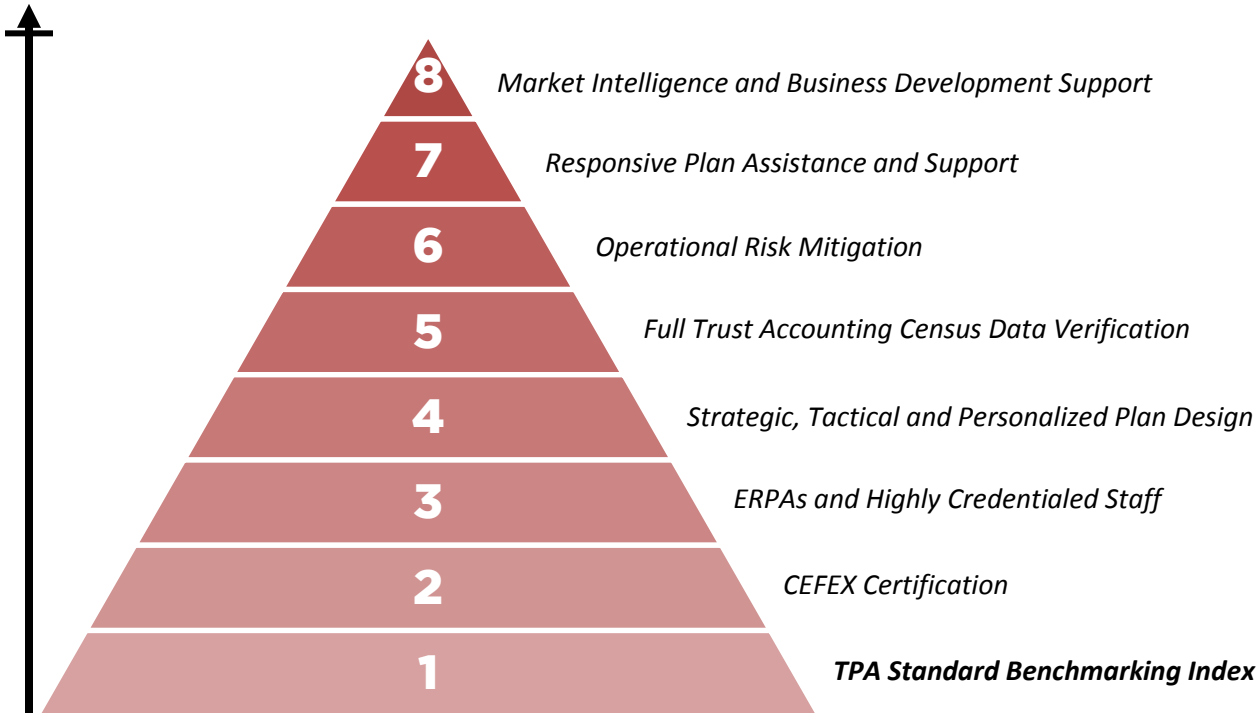 8 Market Intelligence and Business Development Support
7 Responsive Plan Assistance and Support
6 Operational Risk Mitigation
5 Full Trust Accounting Census Data Verification
4 Strategic, Tactical and Personalized Plan Design
3 ERPAs and Highly Credentialed Staff
2 CEFEX Certification
1 TPA Standard Benchmarking Index